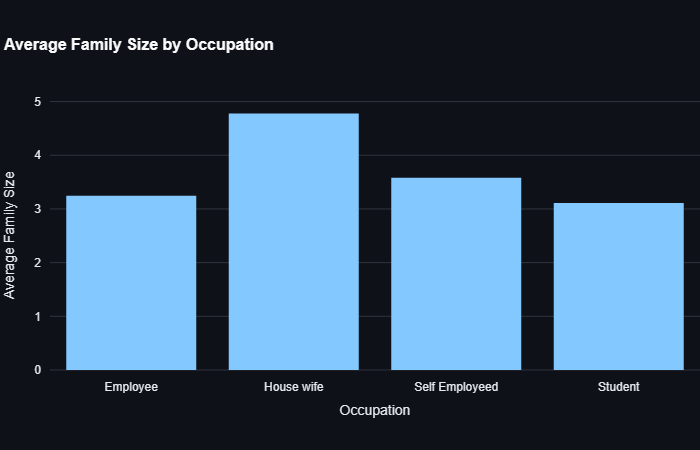 Average Family Size by Occupation
5
4
3
2
1
0
Average Family Size
Employee
House wife
Self Employeed
Student
Occupation